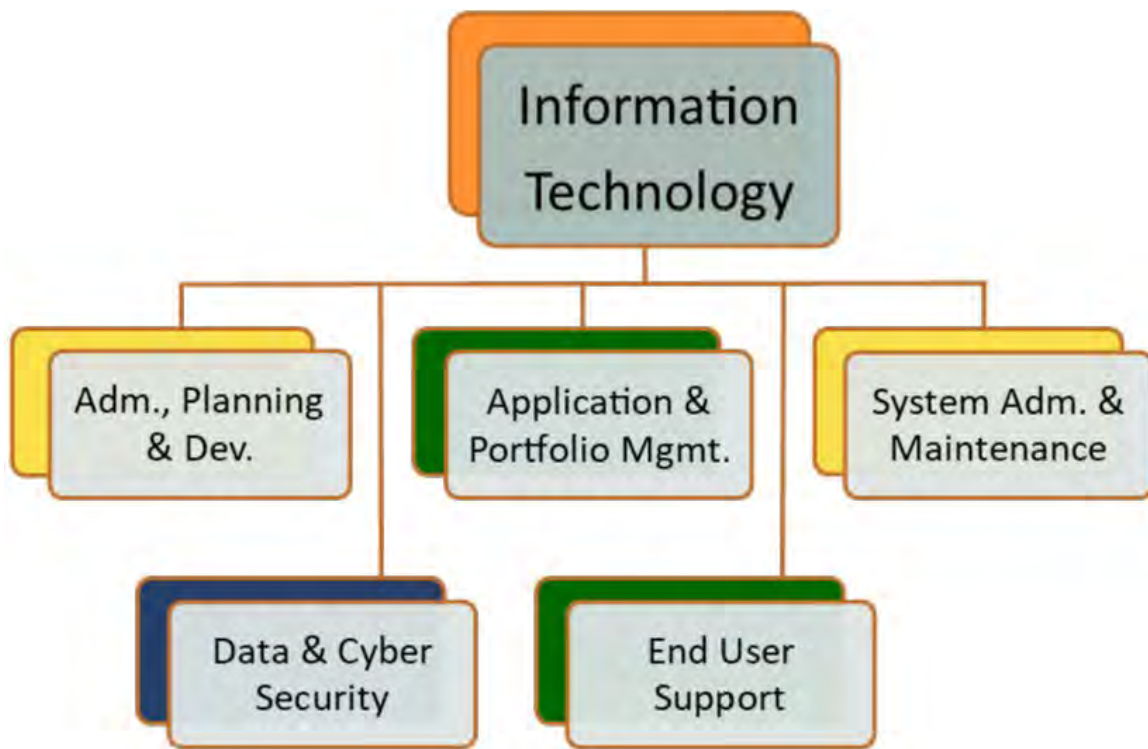 Information
Technology
Adm., Planning
& Dev.
Application &
Portfolio Mgmt.
System Adm. &
Maintenance
Data & Cyber
Security
End User
Support